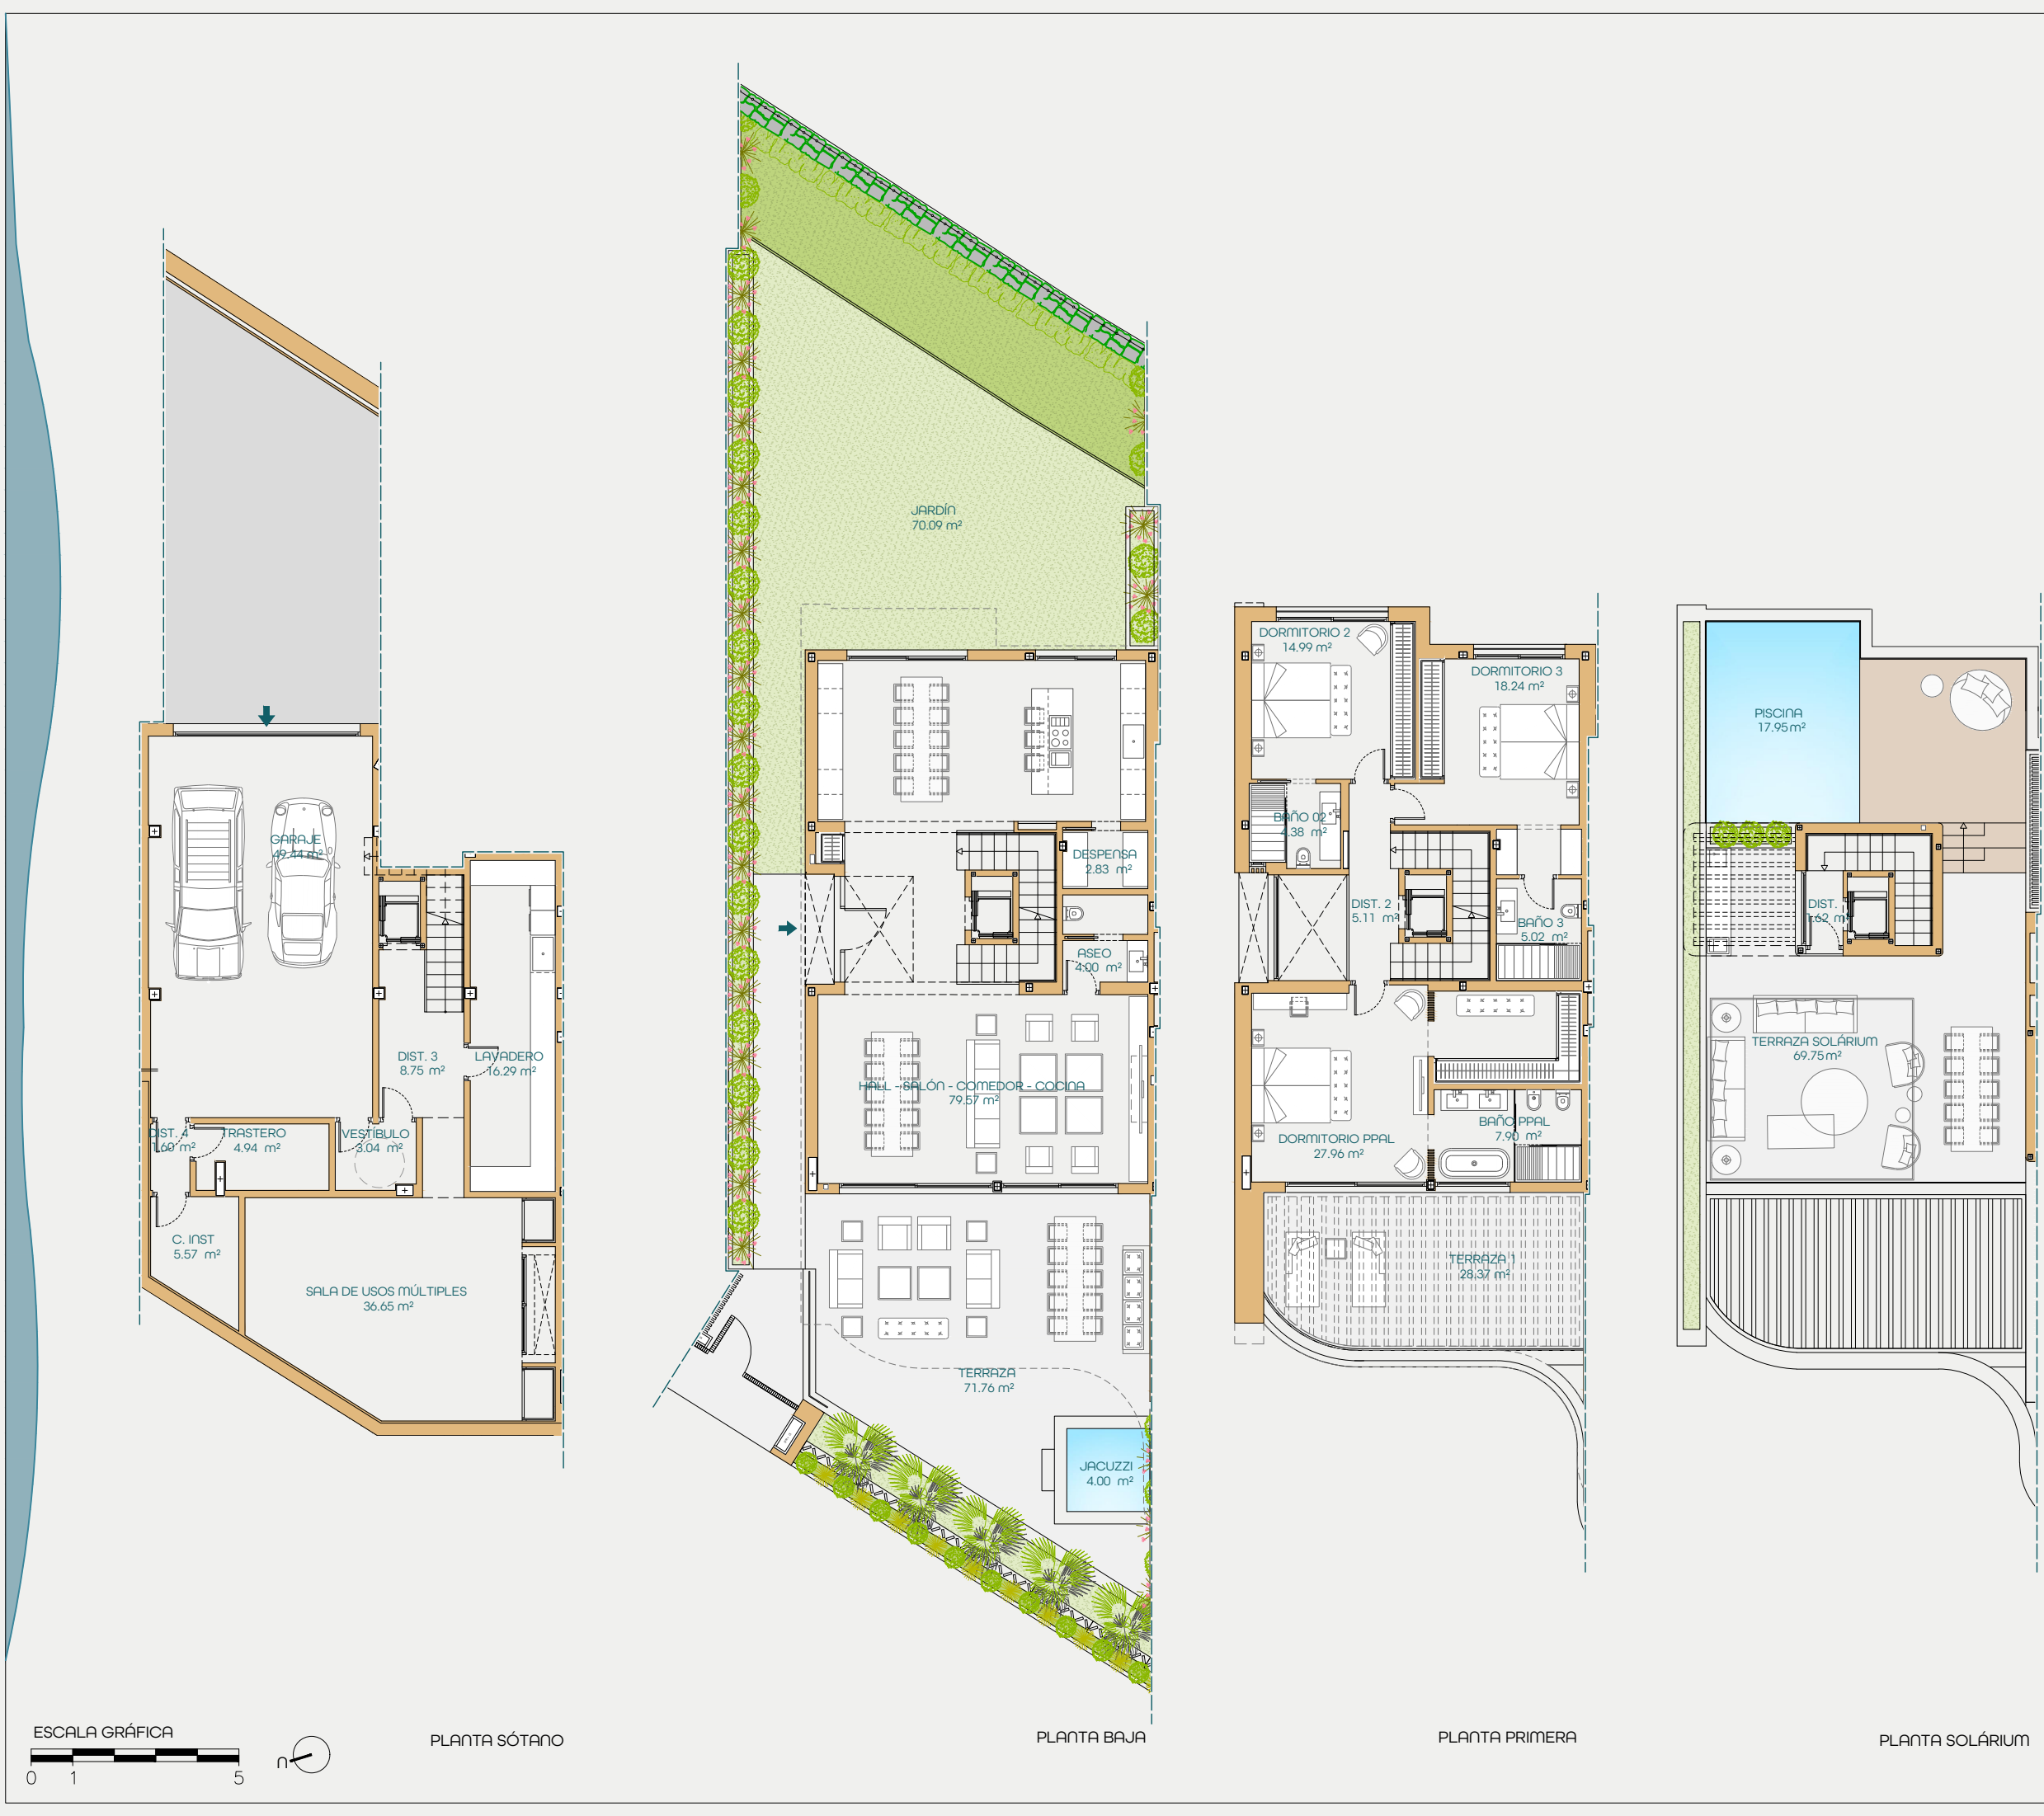 GARAJE
49.44 m²
DIST. 3
8.75 m²
LAVADERO
16.29 m²
DIST. 4
1.60 m²
TRASTERO
4.94 m²
VESTÍBULO
3.04 m²
C. INST
5.57 m²
SALA DE USOS MÚLTIPLES
36.65 m²
JARDÍN
70.09 m²
DESPENSA
2.83 m²
ASEO
4.00 m²
HALL - SALÓN - COMEDOR - COCINA
79.57 m²
TERRAZA
71.76 m²
JACUZZI
4.00 m²
DORMITORIO 2
14.99 m²
DORMITORIO 3
18.24 m²
BAÑO 02
4.38 m²
DIST. 2
5.11 m²
BAÑO 3
5.02 m²
DORMITORIO PPAL
27.96 m²
BAÑO PPAL
7.90 m²
TERRAZA 1
28.37 m²
PISCINA
17.95 m²
DIST.
1.62 m²
TERRAZA SOLÁRIUM
69.75 m²
ESCALA GRÁFICA
0 1 5
n
PLANTA SÓTANO
PLANTA BAJA
PLANTA PRIMERA
PLANTA SOLÁRIUM